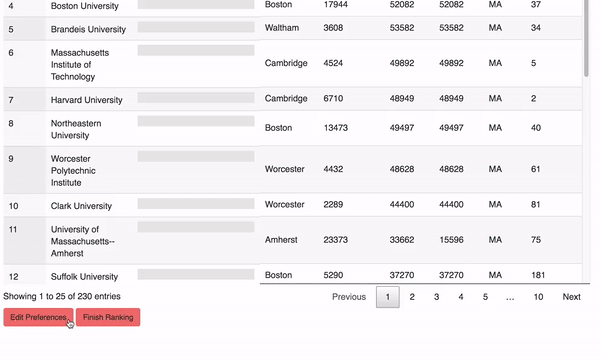 4 Boston University Boston 17944 52082 52082 MA 37
5 Brandeis University Waltham 3608 53582 53582 MA 34
6 Massachusetts
Institute of
Technology Cambridge 4524 49892 49892 MA 5
7 Harvard University Cambridge 6710 48949 48949 MA 2
8 Northeastern
University Boston 13473 49497 49497 MA 40
9 Worcester
Polytechnic
Institute Worcester 4432 48628 48628 MA 61
10 Clark University Worcester 2289 44400 44400 MA 81
11 University of
Massachusetts--
Amherst Amherst 23373 33662 15596 MA 75
12 Suffolk University Boston 5290 37270 37270 MA 181
Showing 1 to 25 of 230 entries Previous 1 2 3 4 5 ... 10 Next
Edit Preferences Finish Ranking